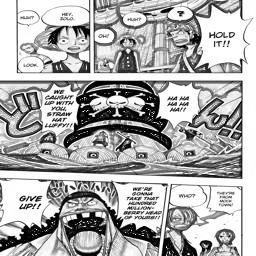 HOLD
IT!!
HUH?
OH!
HEY,
ZOLO.
HUH?
LOOK.
HA HA
HA HA
HA!
WE
CAUGHT
UP WITH
YOU,
STRAW
HAT
LUFFY!!
THEY'RE
FROM
MOCK
TOWN!
WHO?
WE'RE
GONNA
TAKE THAT
HUNDRED
MILLION-
BERRY HEAD
OF YOURS!!
GIVE
UP!!